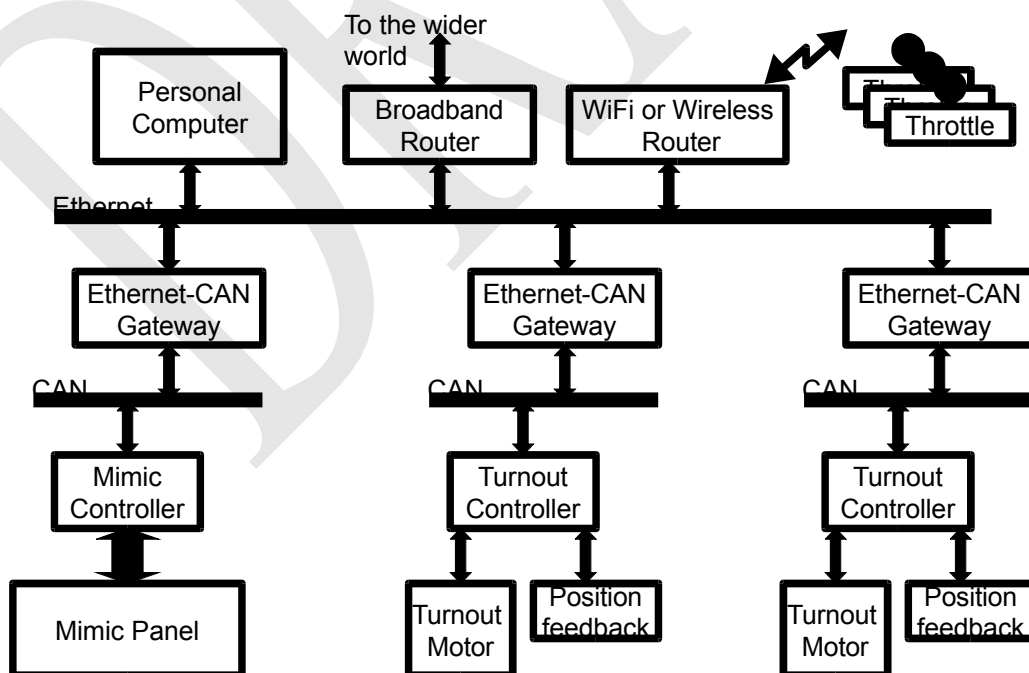 To the wider
world
Personal
Computer
Broadband
Router
WiFi or Wireless
Router
Throttle
Ethernet
Ethernet-CAN
Gateway
Ethernet-CAN
Gateway
Ethernet-CAN
Gateway
CAN
CAN
CAN
Mimic
Controller
Turnout
Controller
Turnout
Controller
Mimic Panel
Turnout
Motor
Position
feedback
Turnout
Motor
Position
feedback